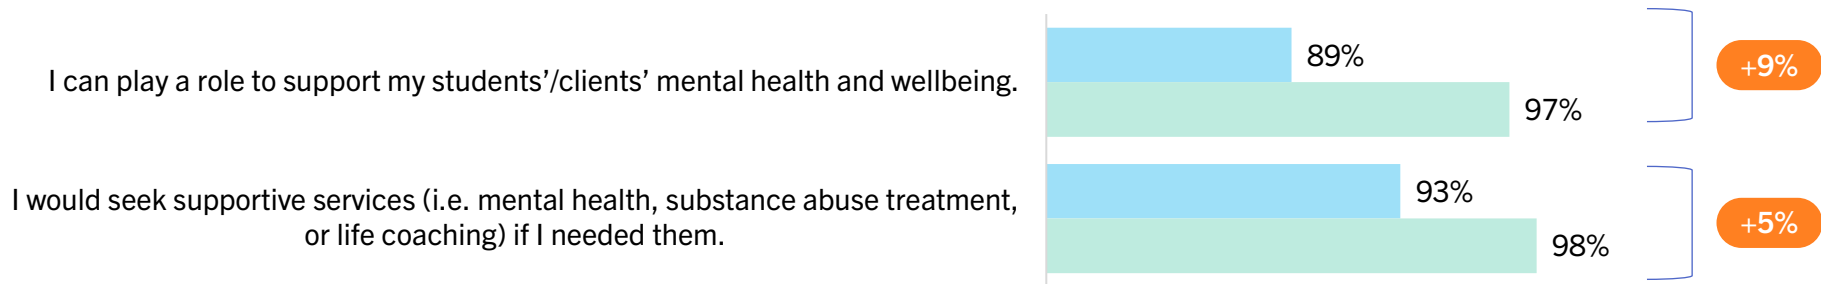 I can play a role to support my students’/clients’ mental health and wellbeing.
89%
97%
+9%
I would seek supportive services (i.e. mental health, substance abuse treatment,
or life coaching) if I needed them.
93%
98%
+5%